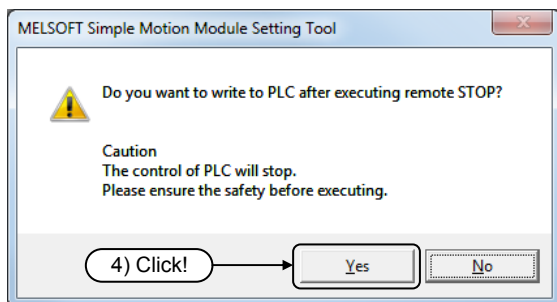 MELSOFT Simple Motion Module Setting Tool
Do you want to write to PLC after executing remote STOP?
Caution
The control of PLC will stop.
Please ensure the safety before executing.
4) Click!
Yes
No